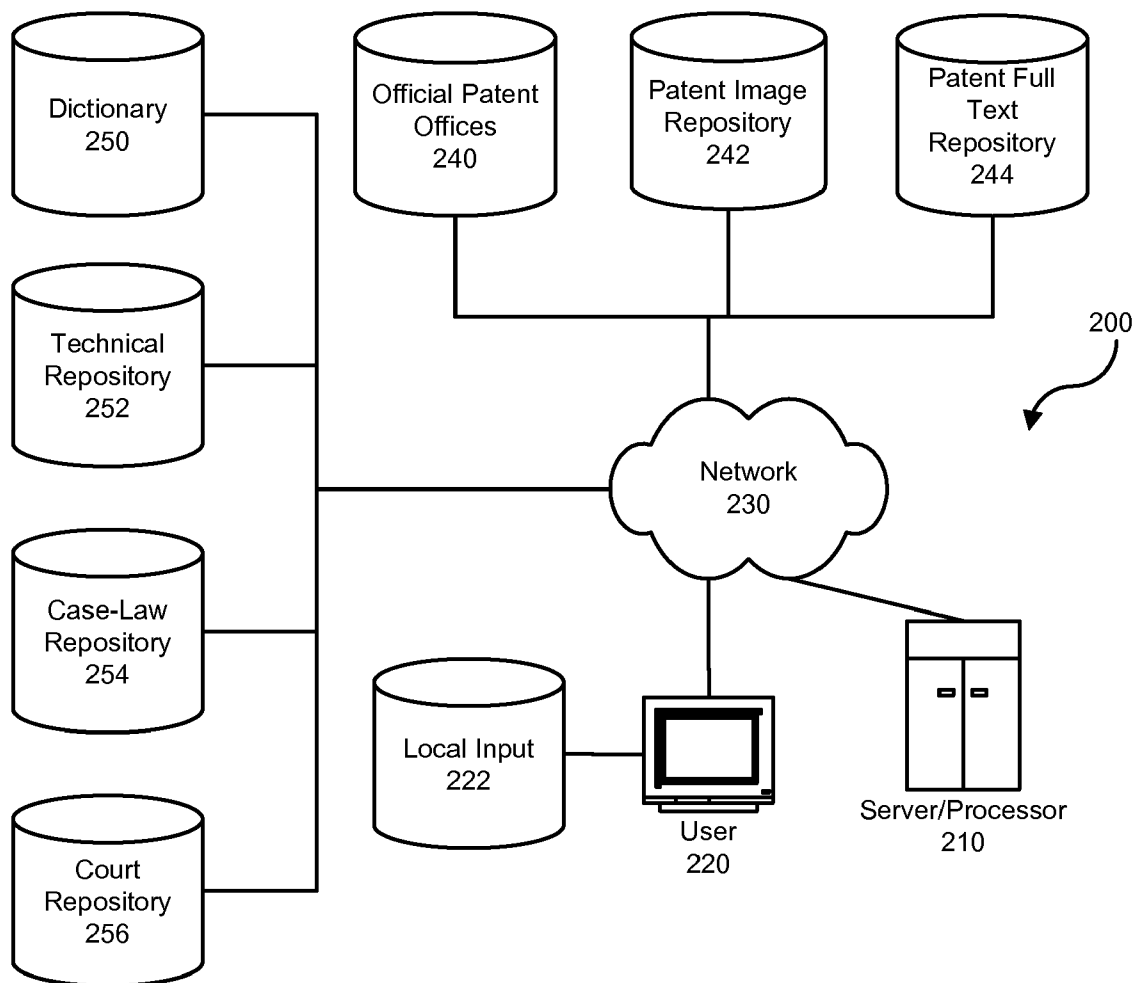 Dictionary
250
Official Patent
Offices
240
Patent Image
Repository
242
Patent Full
Text
Repository
244
Technical
Repository
252
200
Network
230
Case-Law
Repository
254
Local Input
222
User
220
Server/Processor
210
Court
Repository
256